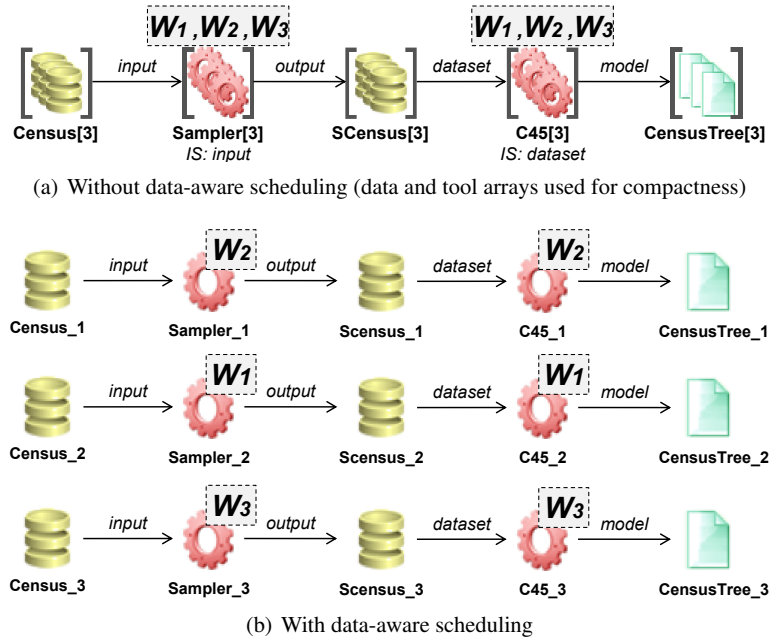 W1 ,W2 ,W3 W1 ,W2 ,W3
input output dataset model
Census[3] Sampler[3] SCensus[3] C45[3] CensusTree[3]
IS: input IS: dataset
(a) Without data-aware scheduling (data and tool arrays used for compactness)
W2 W2
input output dataset model
Census_1 Sampler_1 Scensus_1 C45_1 CensusTree_1
W1 W1
input output dataset model
Census_2 Sampler_2 Scensus_2 C45_2 CensusTree_2
W3 W3
input output dataset model
Census_3 Sampler_3 Scensus_3 C45_3 CensusTree_3
(b) With data-aware scheduling